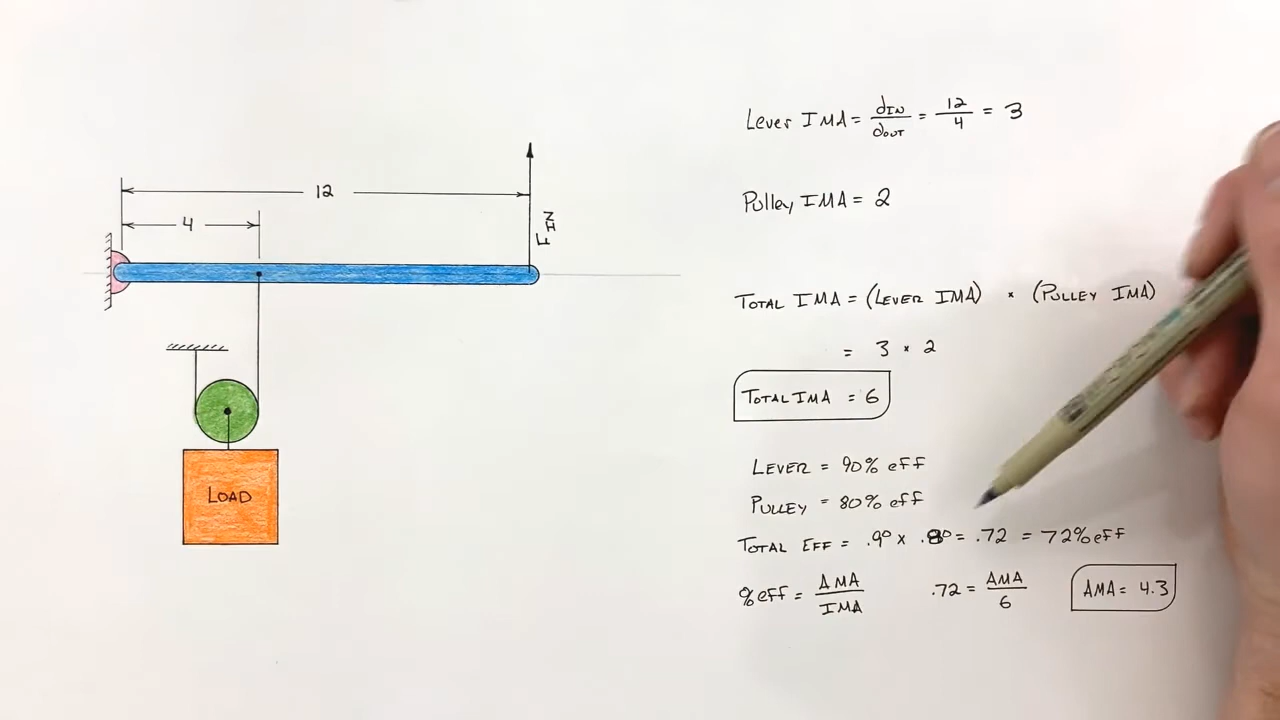 12
4
FIN
LOAD
Lever IMA = dIN/dOUT = 12/4 = 3
Pulley IMA = 2
TOTAL IMA = (LEVER IMA) × (PULLEY IMA)
= 3 × 2
TOTAL IMA = 6
LEVER = 90% eff
PULLEY = 80% eff
TOTAL EFF = .90 × .80 = .72 = 72% eff
% eff = AMA/IMA .72 = AMA/6 AMA = 4.3